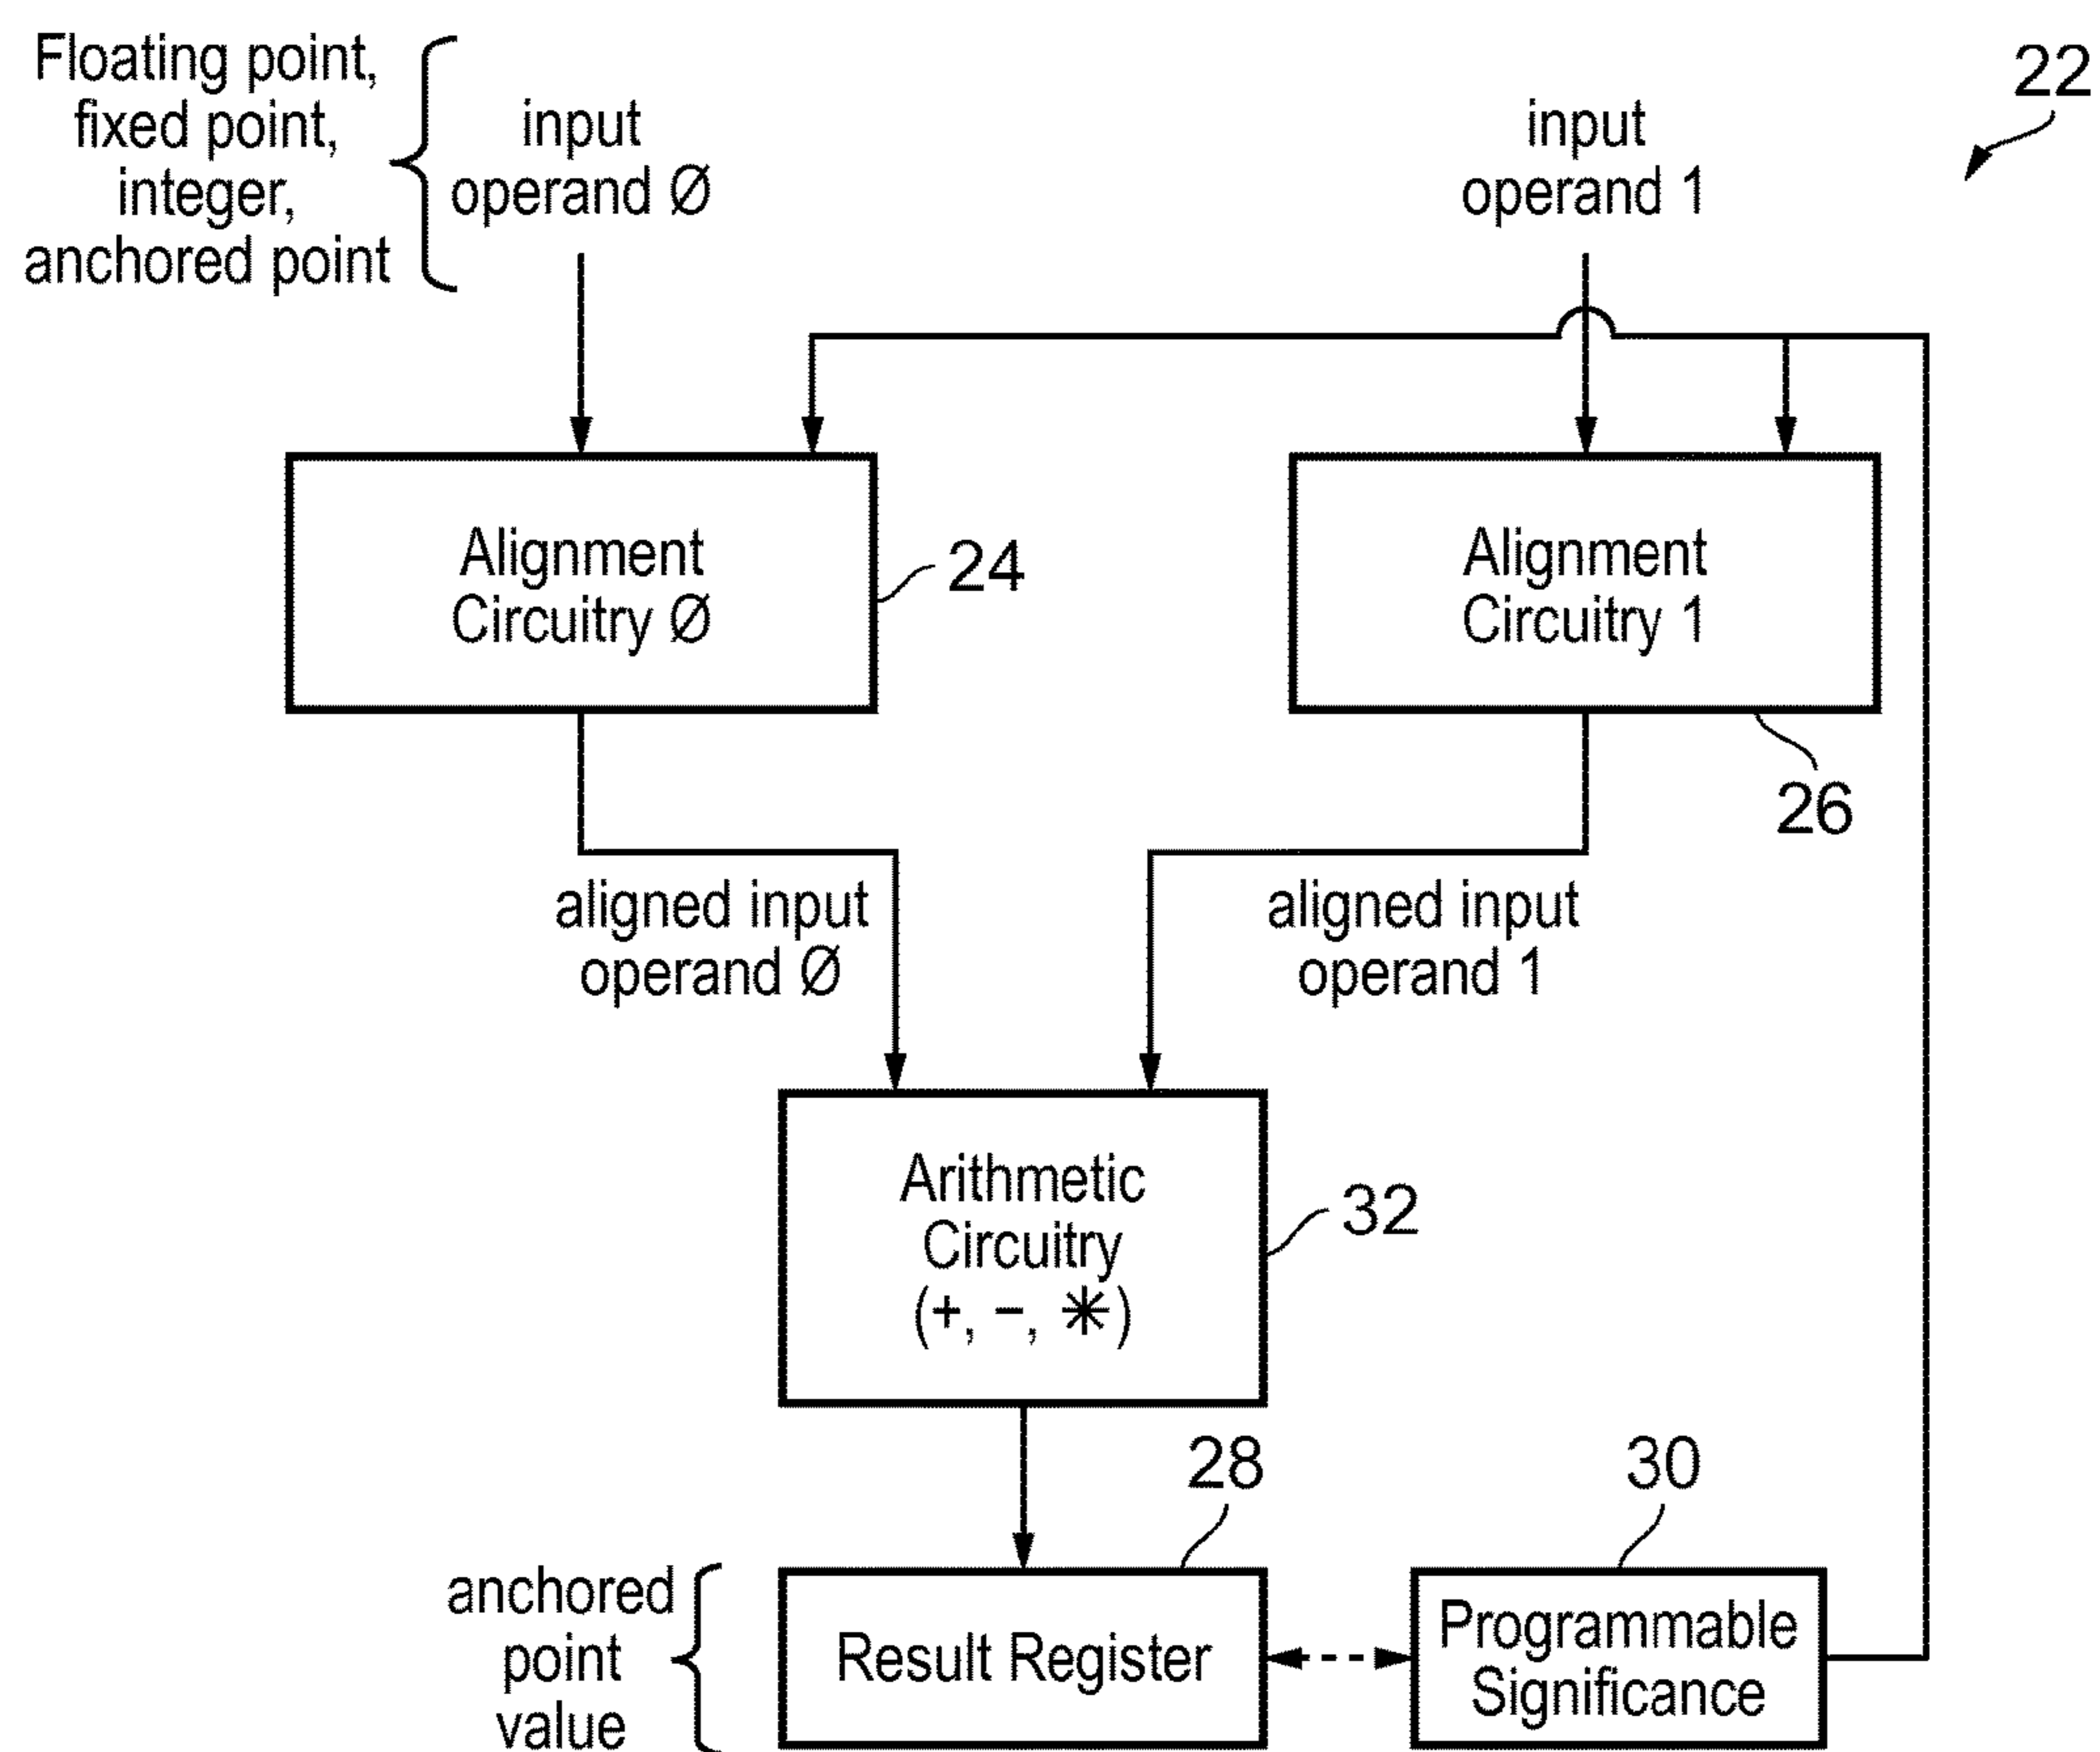 Floating point,
fixed point,
integer,
anchored point
input
operand Ø
input
operand 1
22
Alignment
Circuitry Ø
24
Alignment
Circuitry 1
26
aligned input
operand Ø
aligned input
operand 1
Arithmetic
Circuitry
(+, −, ✳)
32
28
30
anchored
point
value
Result Register
Programmable
Significance